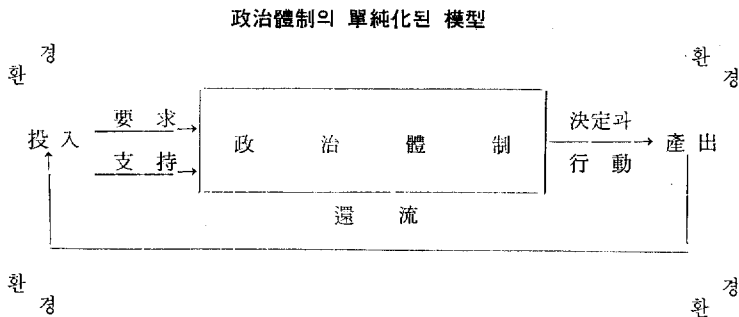 政治體制의 單純化된 模型
환경
환경
投入
要求
支持
政治體制
決定과
行動
產出
還流
환경
환경